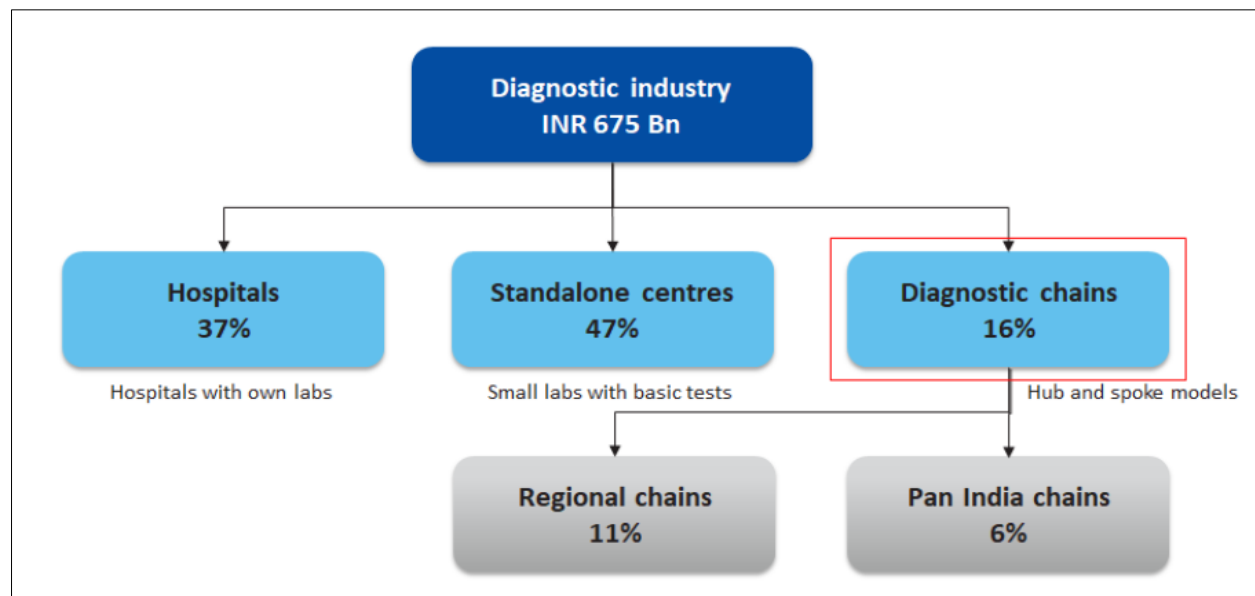 Diagnostic industry
INR 675 Bn
Hospitals
37%
Standalone centres
47%
Diagnostic chains
16%
Hospitals with own labs
Small labs with basic tests
Hub and spoke models
Regional chains
11%
Pan India chains
6%